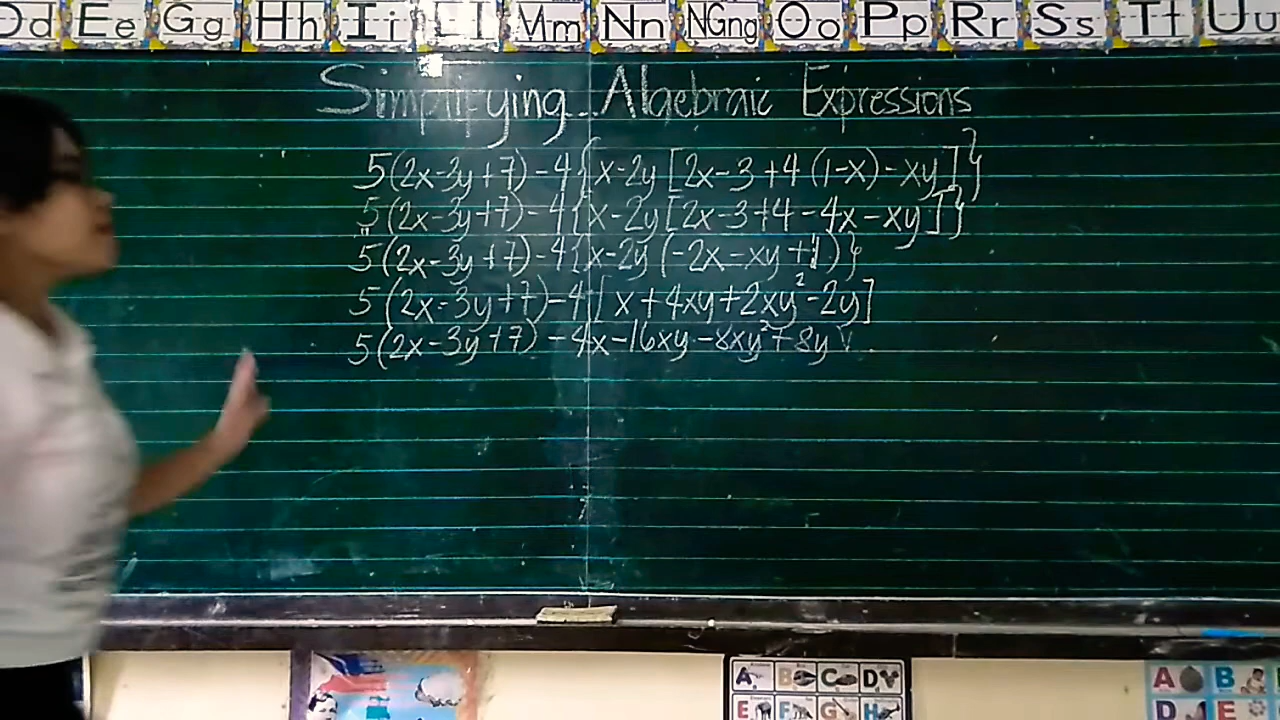 Dd Ee Gg Hh Ii Ll Mm Nn NGng Oo Pp Rr Ss Tt Uu
Simplifying Algebraic Expressions
5(2x-3y+7)-4{x-2y[2x-3+4(1-x)-xy]}
5(2x-3y+7)-4{x-2y[2x-3+4-4x-xy]}
5(2x-3y+7)-4{x-2y(-2x-xy+1)}
5(2x-3y+7)-4[x+4xy+2xy²-2y]
5(2x-3y+7)-4x-16xy-8xy²+8y
A B C D
E F G H
A B
D E